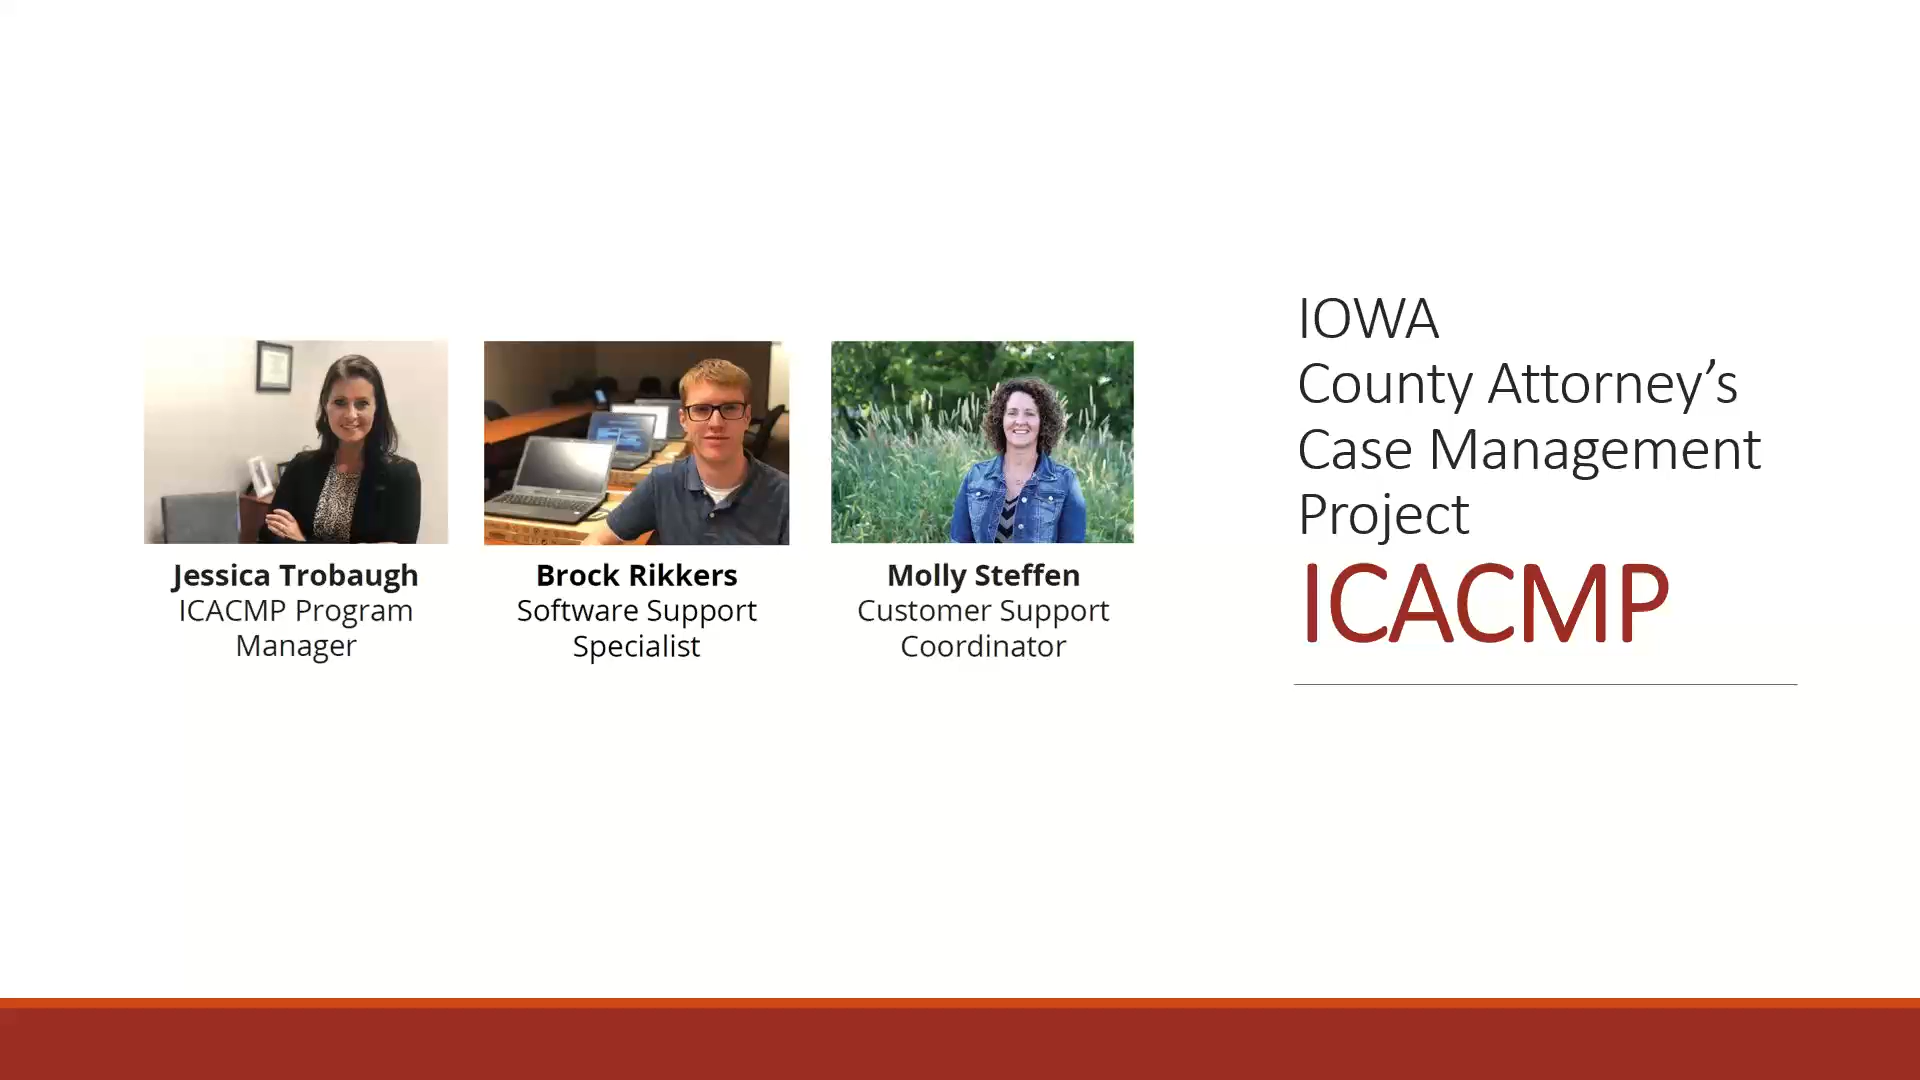 Jessica Trobaugh
ICACMP Program
Manager
Brock Rikkers
Software Support
Specialist
Molly Steffen
Customer Support
Coordinator
IOWA
County Attorney’s
Case Management
Project
ICACMP